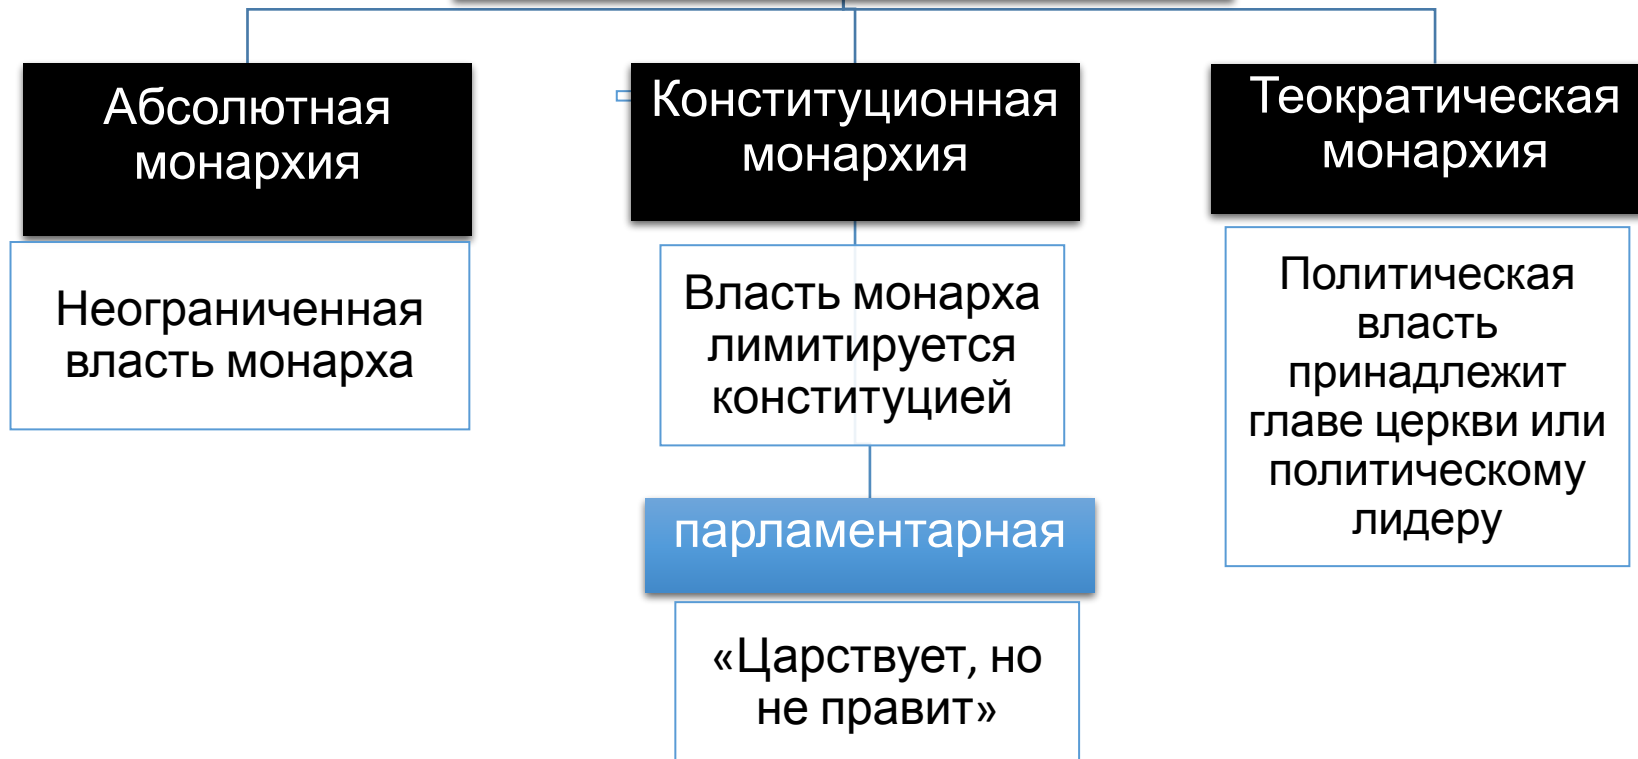 Абсолютная
монархия
Неограниченная
власть монарха
Конституционная
монархия
Власть монарха
лимитируется
конституцией
парламентарная
«Царствует, но
не правит»
Теократическая
монархия
Политическая
власть
принадлежит
главе церкви или
политическому
лидеру